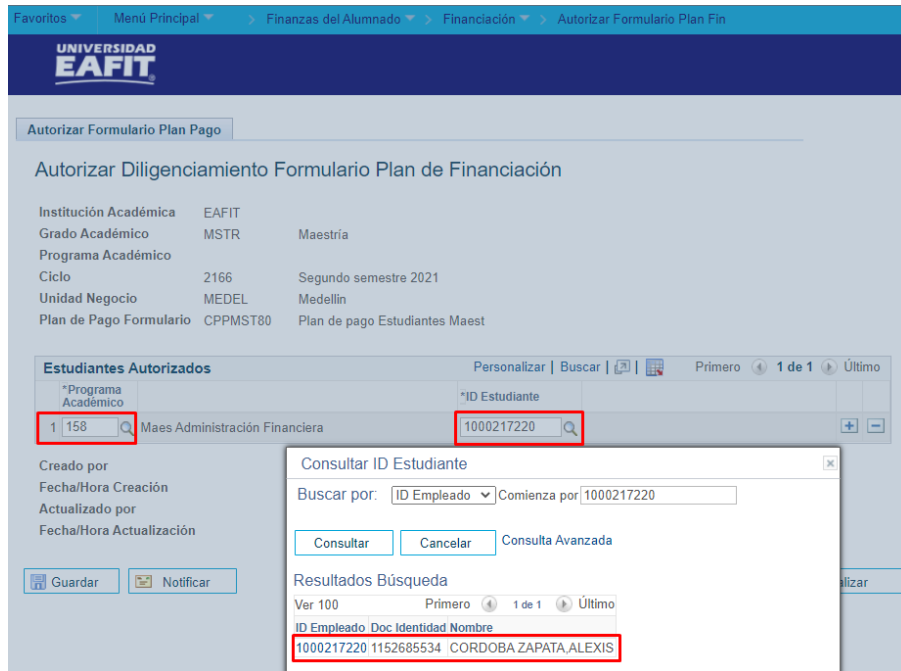 Favoritos Menú Principal > Finanzas del Alumnado > Financiación > Autorizar Formulario Plan Fin
UNIVERSIDAD
EAFIT
Autorizar Formulario Plan Pago
Autorizar Diligenciamiento Formulario Plan de Financiación
Institución Académica EAFIT
Grado Académico MSTR Maestría
Programa Académico
Ciclo 2166 Segundo semestre 2021
Unidad Negocio MEDEL Medellin
Plan de Pago Formulario CPPMST80 Plan de pago Estudiantes Maest
Estudiantes Autorizados Personalizar | Buscar | | Primero 1 de 1 Último
*Programa Académico *ID Estudiante
1 158 Maes Administración Financiera 1000217220
Creado por
Fecha/Hora Creación
Actualizado por
Fecha/Hora Actualización
Guardar Notificar alizar
Consultar ID Estudiante
Buscar por: ID Empleado Comienza por 1000217220
Consultar Cancelar Consulta Avanzada
Resultados Búsqueda
Ver 100 Primero 1 de 1 Último
ID Empleado Doc Identidad Nombre
1000217220 1152685534 CORDOBA ZAPATA,ALEXIS